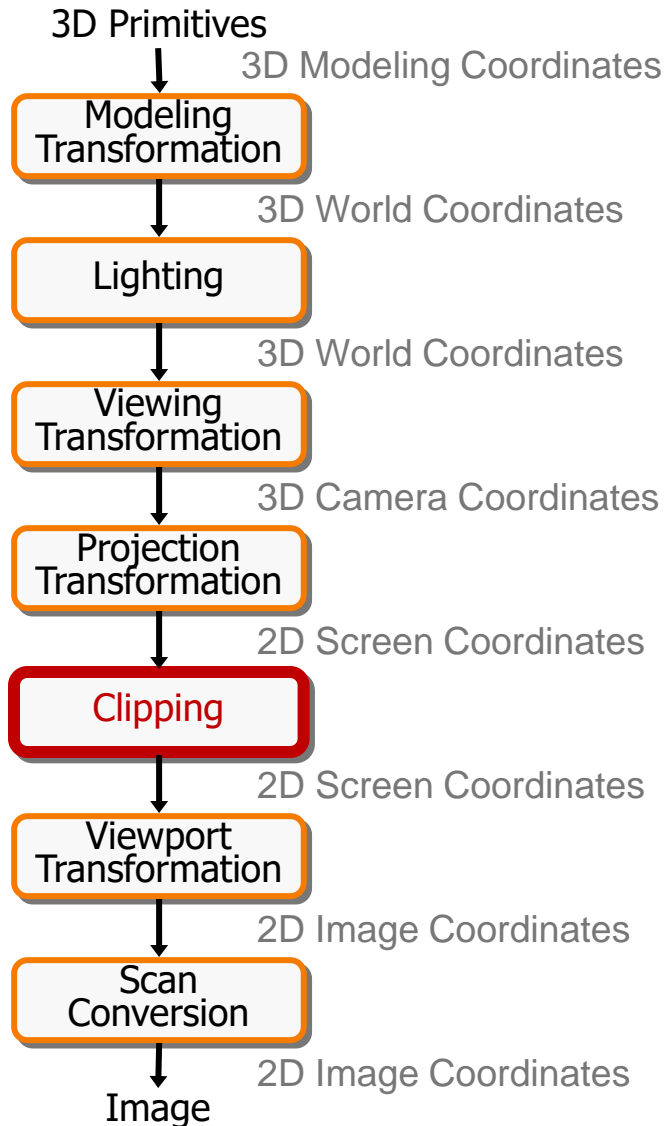 3D Primitives
3D Modeling Coordinates
Modeling
Transformation
3D World Coordinates
Lighting
3D World Coordinates
Viewing
Transformation
3D Camera Coordinates
Projection
Transformation
2D Screen Coordinates
Clipping
2D Screen Coordinates
Viewport
Transformation
2D Image Coordinates
Scan
Conversion
2D Image Coordinates
Image